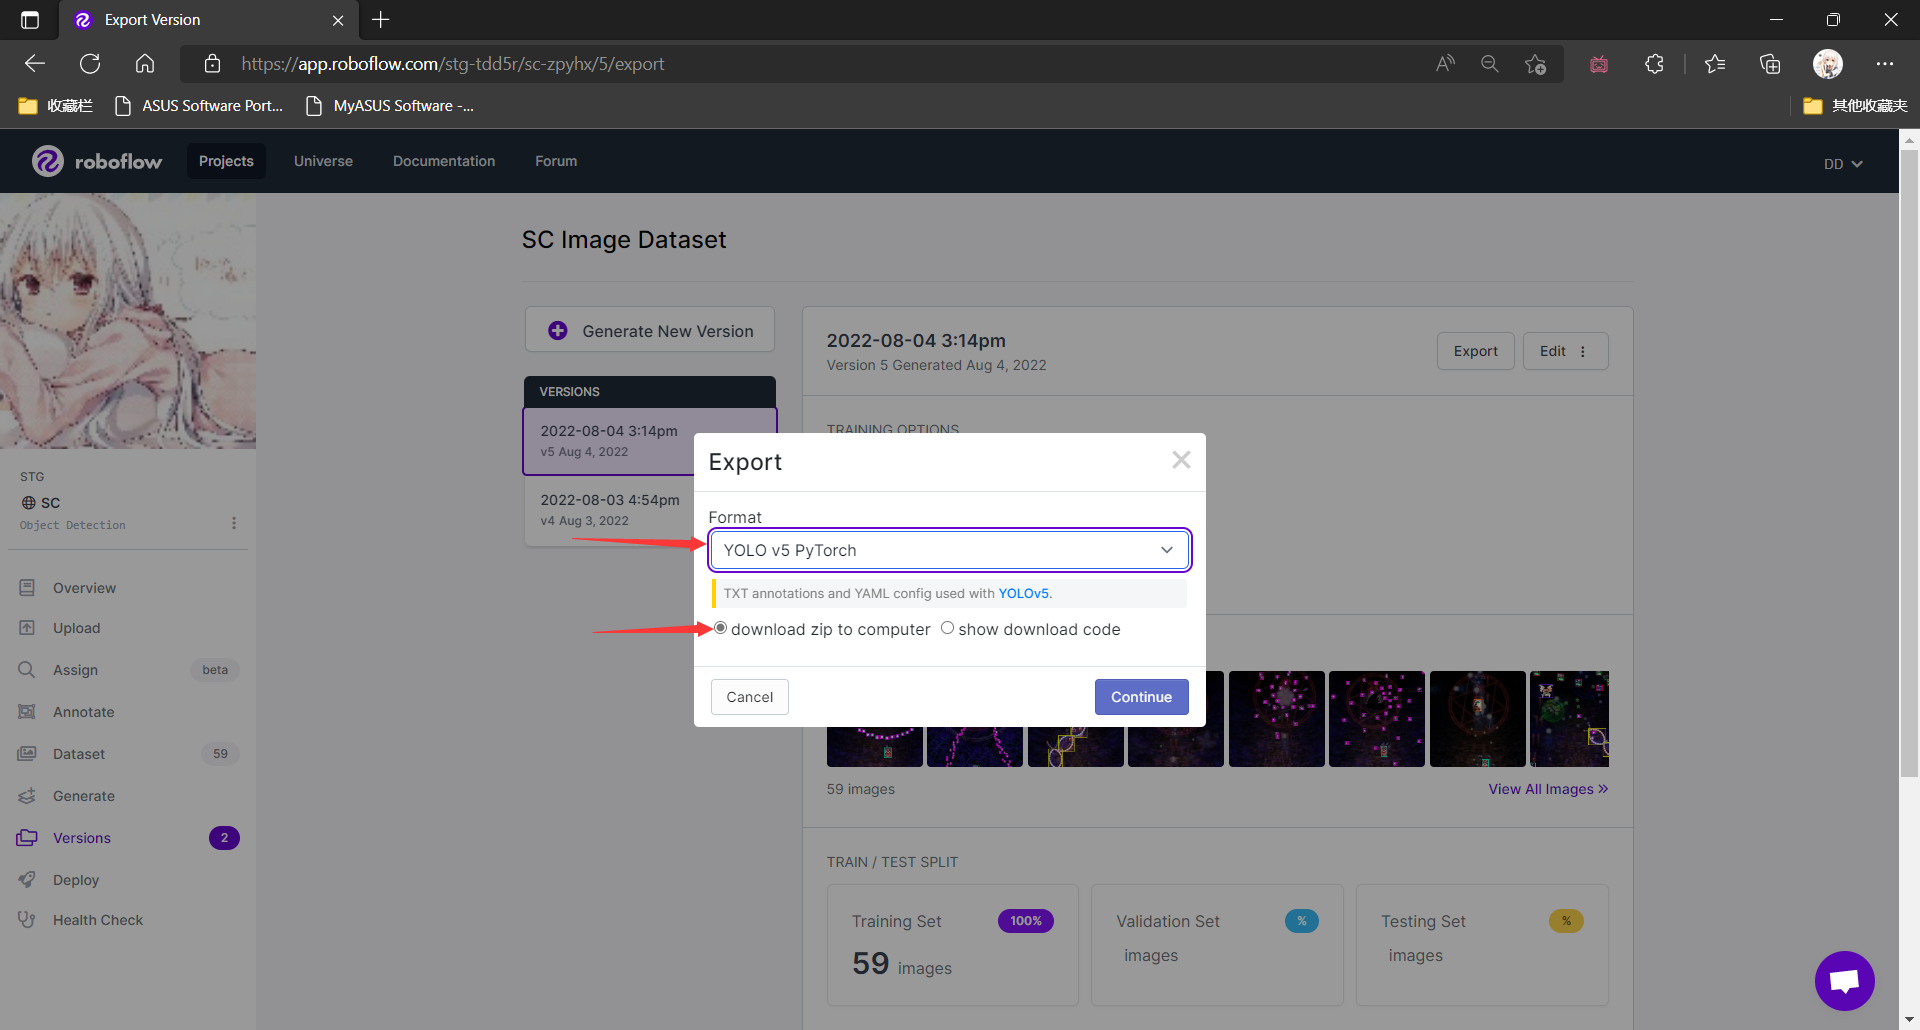 Export Version
https://app.roboflow.com/stg-tdd5r/sc-zpyhx/5/export
收藏栏
ASUS Software Port...
MyASUS Software -...
其他收藏夹
roboflow
Projects
Universe
Documentation
Forum
DD
SC Image Dataset
Generate New Version
VERSIONS
2022-08-04 3:14pm
v5 Aug 4, 2022
2022-08-03 4:54pm
v4 Aug 3, 2022
2022-08-04 3:14pm
Version 5 Generated Aug 4, 2022
Export
Edit
TRAINING OPTIONS
Export
Format
YOLO v5 PyTorch
TXT annotations and YAML config used with YOLOv5.
download zip to computer
show download code
Cancel
Continue
STG
SC
Object Detection
Overview
Upload
Assign
beta
Annotate
Dataset
59
Generate
Versions
2
Deploy
Health Check
59 images
View All Images »
TRAIN / TEST SPLIT
Training Set
100%
59 images
Validation Set
%
images
Testing Set
%
images